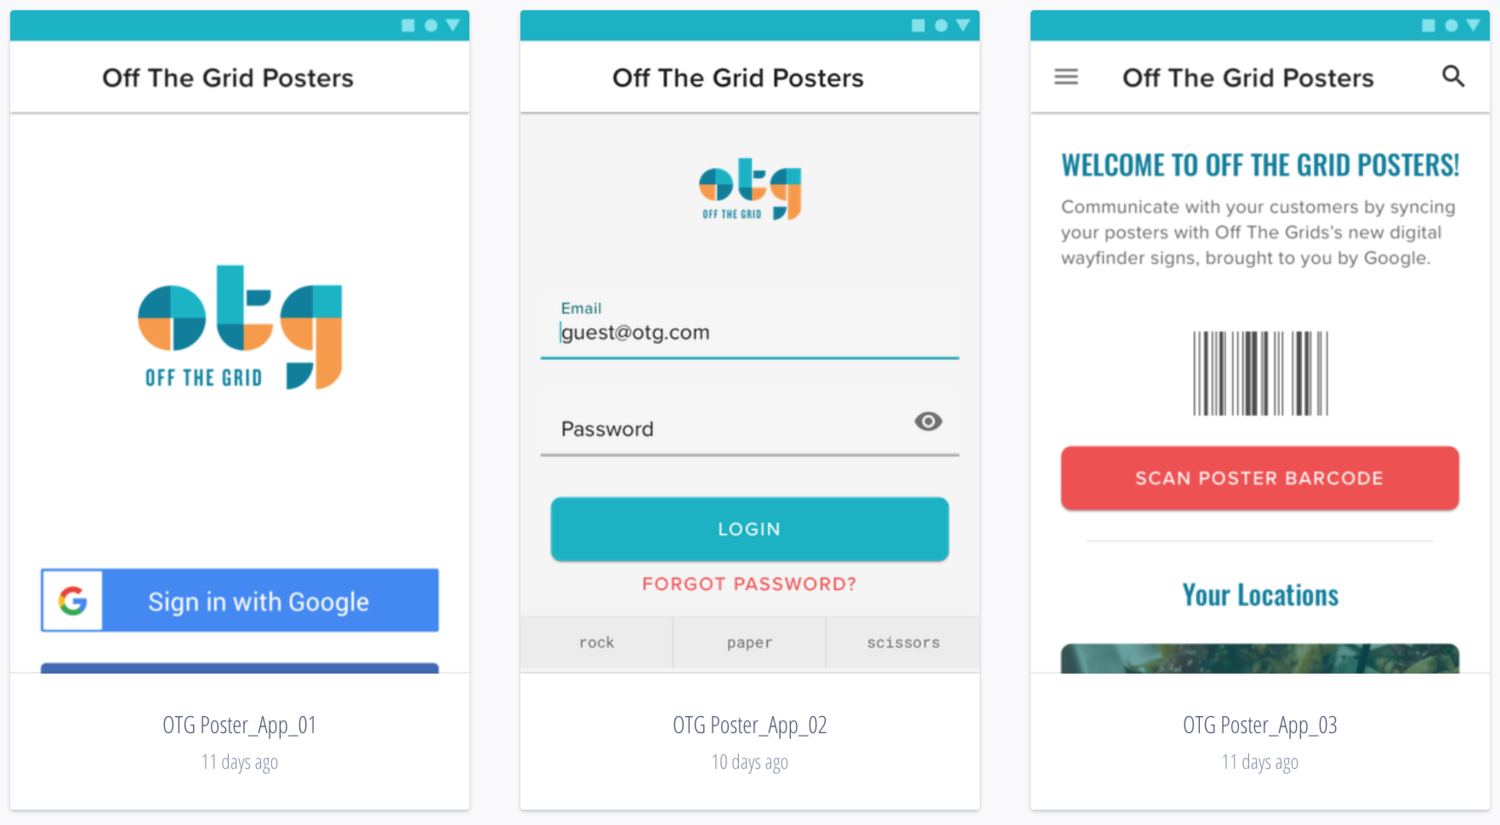 Off The Grid Posters
otg
OFF THE GRID
Sign in with Google
OTG Poster_App_01
11 days ago
Off The Grid Posters
otg
OFF THE GRID
Email
guest@otg.com
Password
LOGIN
FORGOT PASSWORD?
rock
paper
scissors
OTG Poster_App_02
10 days ago
Off The Grid Posters
WELCOME TO OFF THE GRID POSTERS!
Communicate with your customers by syncing
your posters with Off The Grids's new digital
wayfinder signs, brought to you by Google.
SCAN POSTER BARCODE
Your Locations
OTG Poster_App_03
11 days ago